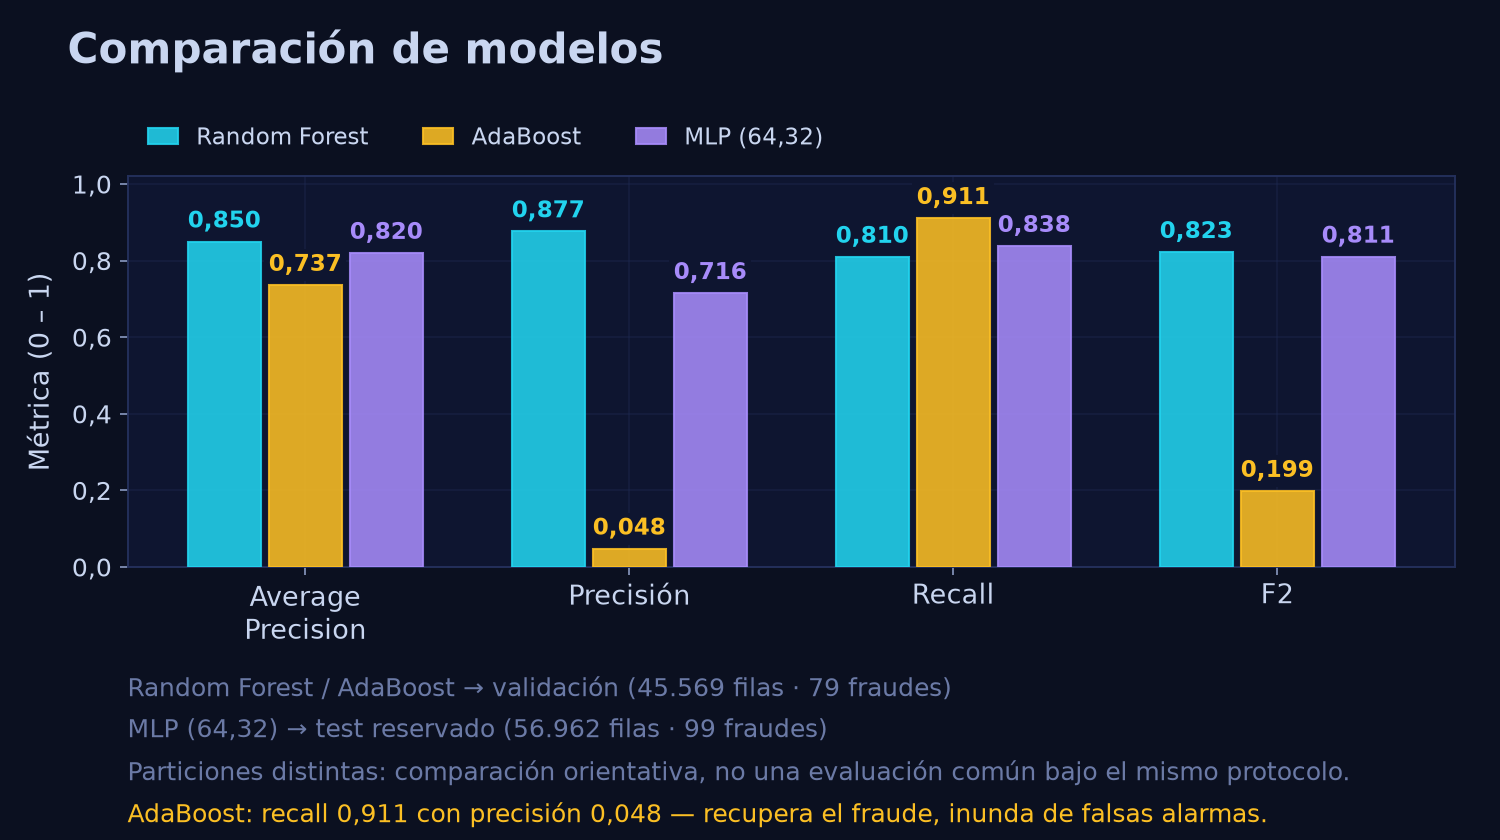 Comparación de modelos
Random Forest AdaBoost MLP (64,32)
Métrica (0 – 1)
1,0
0,8
0,6
0,4
0,2
0,0
0,850 0,737 0,820
0,877 0,048 0,716
0,810 0,911 0,838
0,823 0,199 0,811
Average
Precision
Precisión
Recall
F2
Random Forest / AdaBoost → validación (45.569 filas · 79 fraudes)
MLP (64,32) → test reservado (56.962 filas · 99 fraudes)
Particiones distintas: comparación orientativa, no una evaluación común bajo el mismo protocolo.
AdaBoost: recall 0,911 con precisión 0,048 — recupera el fraude, inunda de falsas alarmas.